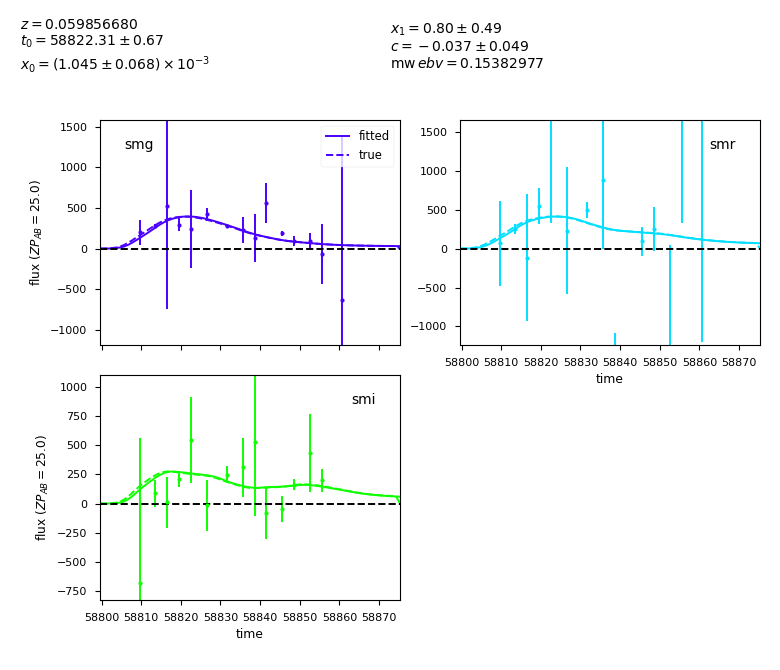 z = 0.059856680
t₀ = 58822.31 ± 0.67
x₀ = (1.045 ± 0.068) × 10⁻³
x₁ = 0.80 ± 0.49
c = −0.037 ± 0.049
mw ebv = 0.15382977
smg
fitted
true
1500
1000
500
0
−500
−1000
flux (ZP_AB = 25.0)
smr
1500
1000
500
0
−500
−1000
58800 58810 58820 58830 58840 58850 58860 58870
time
smi
1000
750
500
250
0
−250
−500
−750
flux (ZP_AB = 25.0)
58800 58810 58820 58830 58840 58850 58860 58870
time